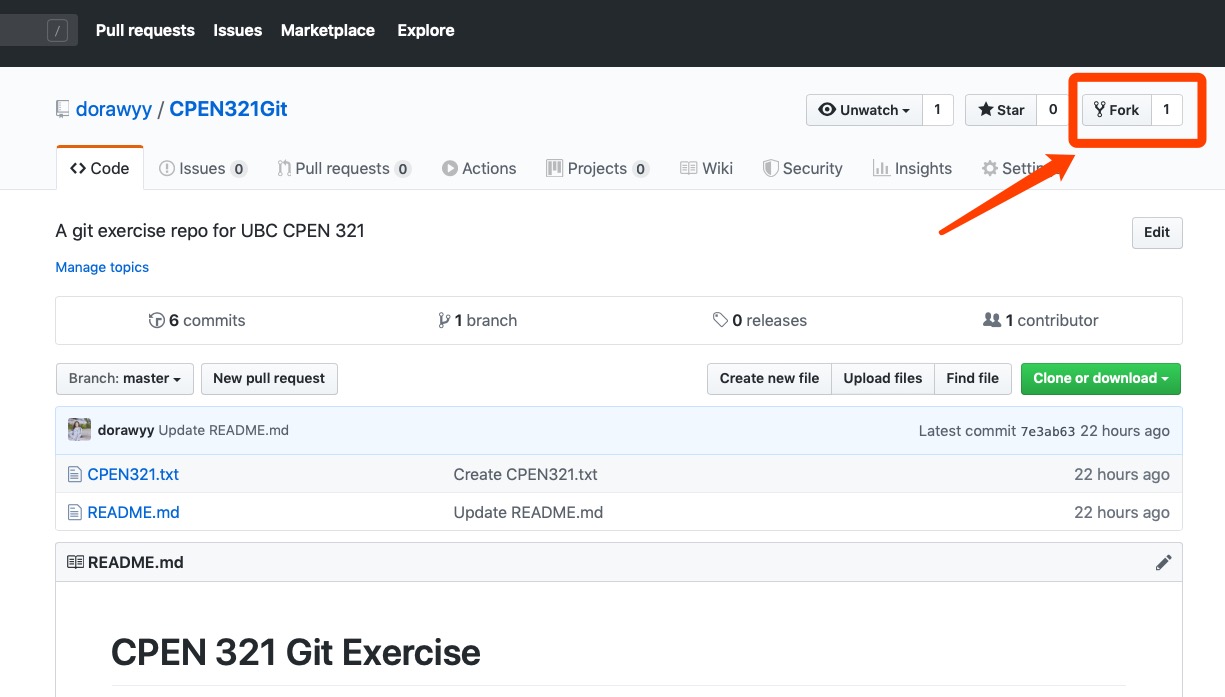 / Pull requests Issues Marketplace Explore
dorawyy / CPEN321Git Unwatch 1 Star 0 Fork 1
Code Issues 0 Pull requests 0 Actions Projects 0 Wiki Security Insights
A git exercise repo for UBC CPEN 321 Edit
Manage topics
6 commits 1 branch 0 releases 1 contributor
Branch: master New pull request Create new file Upload files Find file Clone or download
dorawyy Update README.md Latest commit 7e3ab63 22 hours ago
CPEN321.txt Create CPEN321.txt 22 hours ago
README.md Update README.md 22 hours ago
README.md
CPEN 321 Git Exercise